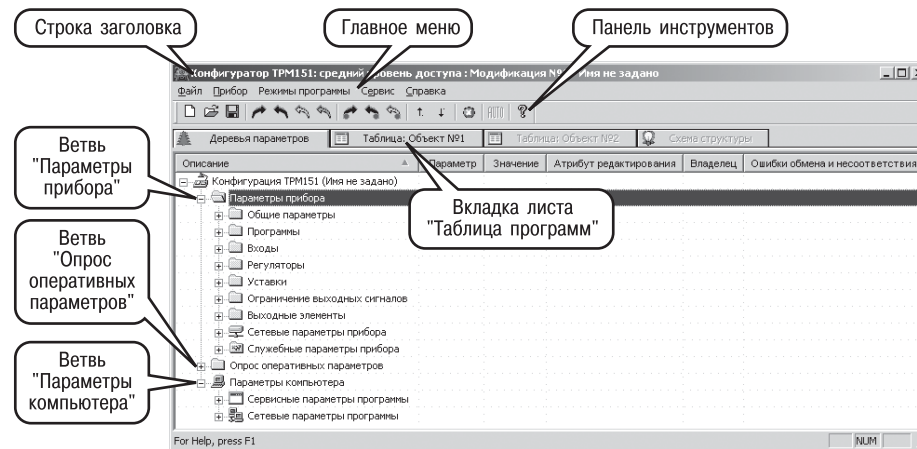 Строка заголовка
Главное меню
Панель инструментов
Конфигуратор ТРМ151: средний уровень доступа : Модификация Имя не задано
Файл Прибор Режимы программы Сервис Справка
AUTO
Деревья параметров Таблица: Объект №1 Таблица: Объект №2 Схема структуры
Описание Параметр Значение Атрибут редактирования Владелец Ошибки обмена и несоответствия
Конфигурация ТРМ151 (Имя не задано)
Параметры прибора
Общие параметры
Программы
Входы
Регуляторы
Уставки
Ограничение выходных сигналов
Выходные элементы
Сетевые параметры прибора
Служебные параметры прибора
Опрос оперативных параметров
Параметры компьютера
Сервисные параметры программы
Сетевые параметры программы
For Help, press F1
NUM
Ветвь
"Параметры
прибора"
Вкладка листа
"Таблица программ"
Ветвь
"Опрос
оперативных
параметров"
Ветвь
"Параметры
компьютера"